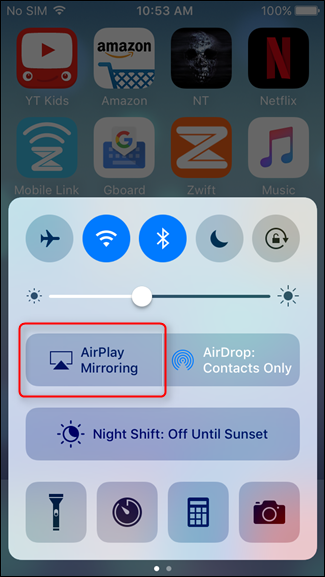 No SIM 10:53 AM 100%
amazon
YT Kids Amazon NT Netflix
G
Mobile Link Gboard Zwift Music
AirPlay
Mirroring
AirDrop:
Contacts Only
Night Shift: Off Until Sunset